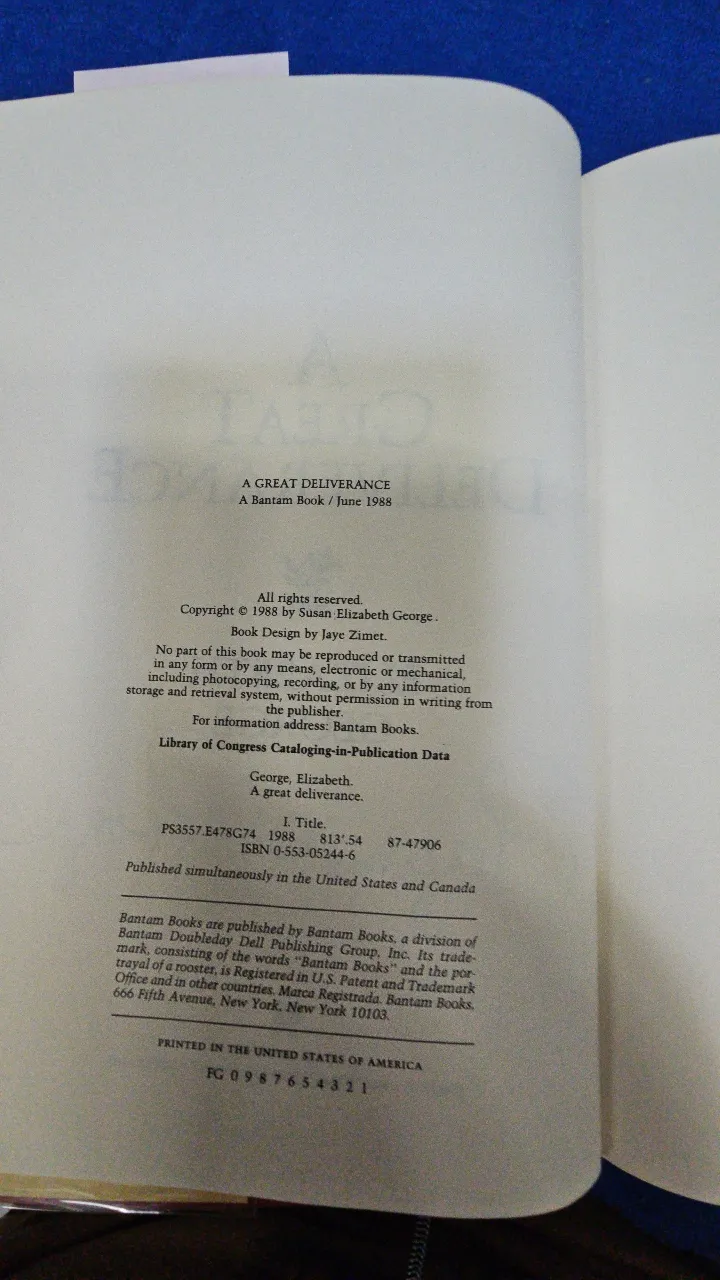 A GREAT DELIVERANCE
A Bantam Book / June 1988
All rights reserved.
Copyright © 1988 by Susan Elizabeth George.
Book Design by Jaye Zimet.
No part of this book may be reproduced or transmitted
in any form or by any means, electronic or mechanical,
including photocopying, recording, or by any information
storage and retrieval system, without permission in writing from
the publisher.
For information address: Bantam Books.
Library of Congress Cataloging-in-Publication Data
George, Elizabeth.
A great deliverance.
I. Title.
PS3557.E478G74 1988 813'.54 87-47906
ISBN 0-553-05244-6
Published simultaneously in the United States and Canada
Bantam Books are published by Bantam Books, a division of
Bantam Doubleday Dell Publishing Group, Inc. Its trade-
mark, consisting of the words "Bantam Books" and the por-
trayal of a rooster, is Registered in U.S. Patent and Trademark
Office and in other countries. Marca Registrada. Bantam Books,
666 Fifth Avenue, New York, New York 10103.
PRINTED IN THE UNITED STATES OF AMERICA
FG 0 9 8 7 6 5 4 3 2 1